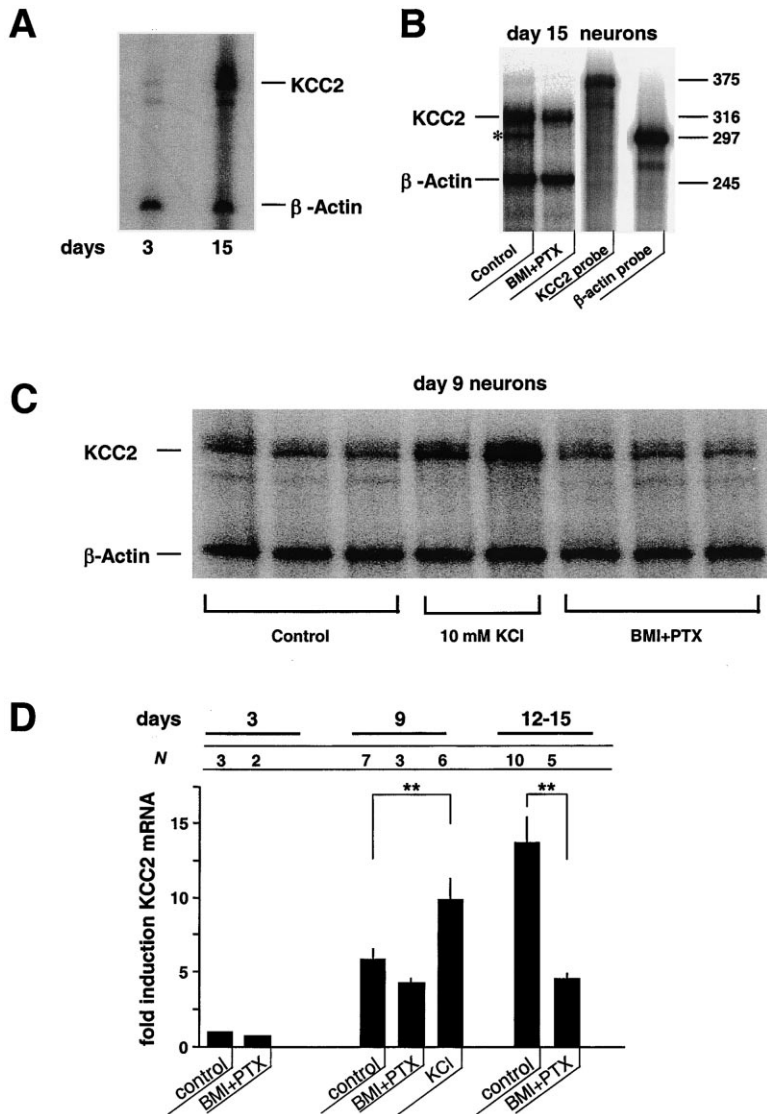 A
KCC2
β-Actin
days 3 15
B
day 15 neurons
375
KCC2 316
* 297
β-Actin 245
Control
BMI+PTX
KCC2 probe
β-actin probe
C
day 9 neurons
KCC2
β-Actin
Control 10 mM KCl BMI+PTX
D
days 3 9 12-15
N 3 2 7 3 6 10 5
** **
fold induction KCC2 mRNA
15
10
5
0
control
BMI+PTX
control
BMI+PTX
KCl
control
BMI+PTX